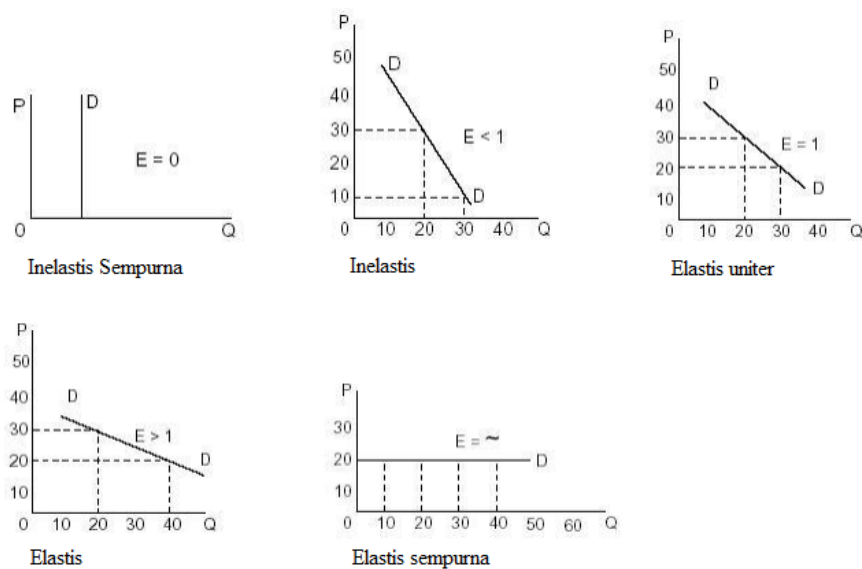 P D
E = 0
O Q
Inelastis Sempurna
P
50
D
40
30
E < 1
20
10
D
0 10 20 30 40 Q
Inelastis
P
50
D
40
30
E = 1
20
10
D
0 10 20 30 40 Q
Elastis uniter
P
50
40
D
30
E > 1
20
D
10
0 10 20 30 40 Q
Elastis
P
30
E = ~
20
D
10
0 10 20 30 40 50 60 Q
Elastis sempurna